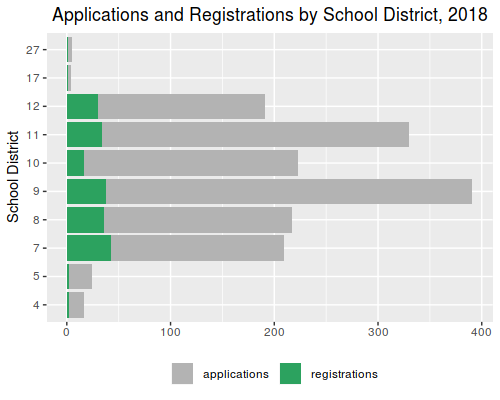 Applications and Registrations by School District, 2018
School District
27
17
12
11
10
9
8
7
5
4
0 100 200 300 400
applications registrations